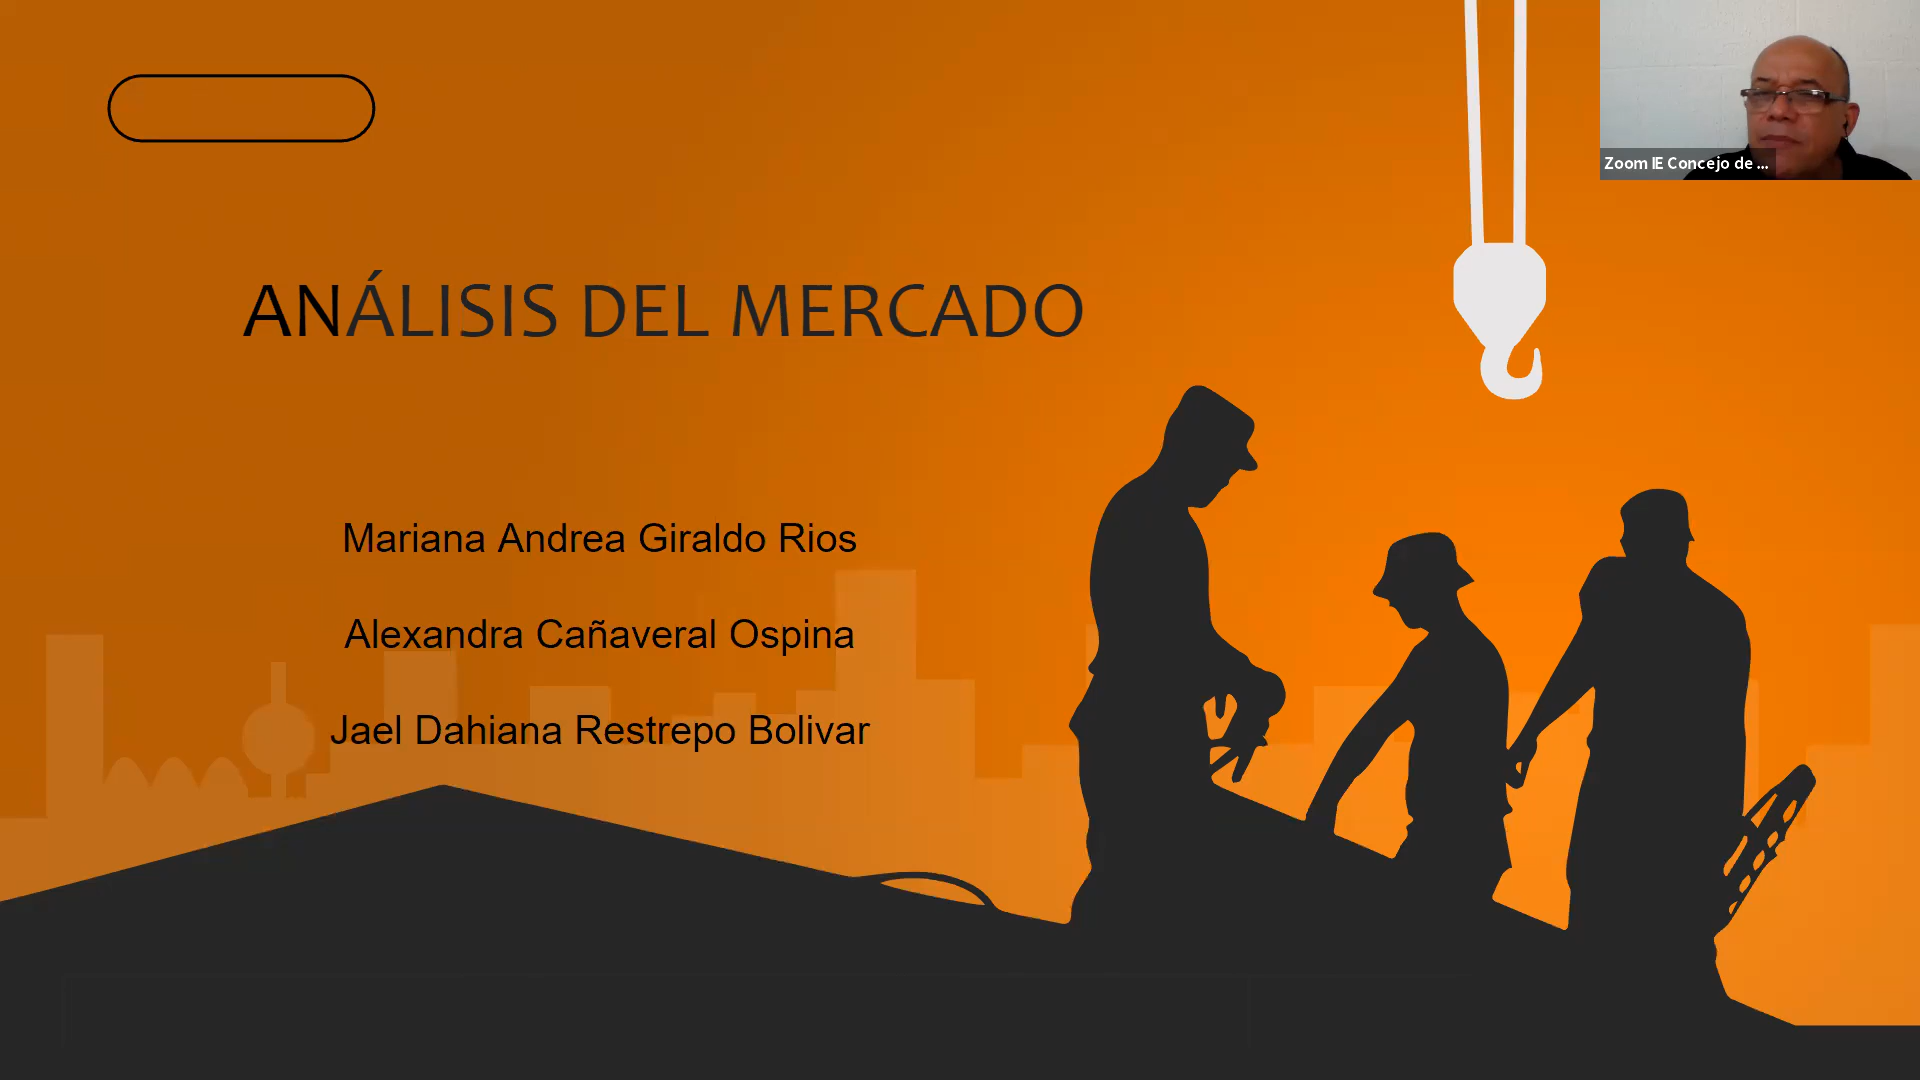 Zoom IE Concejo de ...
ANÁLISIS DEL MERCADO
Mariana Andrea Giraldo Rios
Alexandra Cañaveral Ospina
Jael Dahiana Restrepo Bolivar